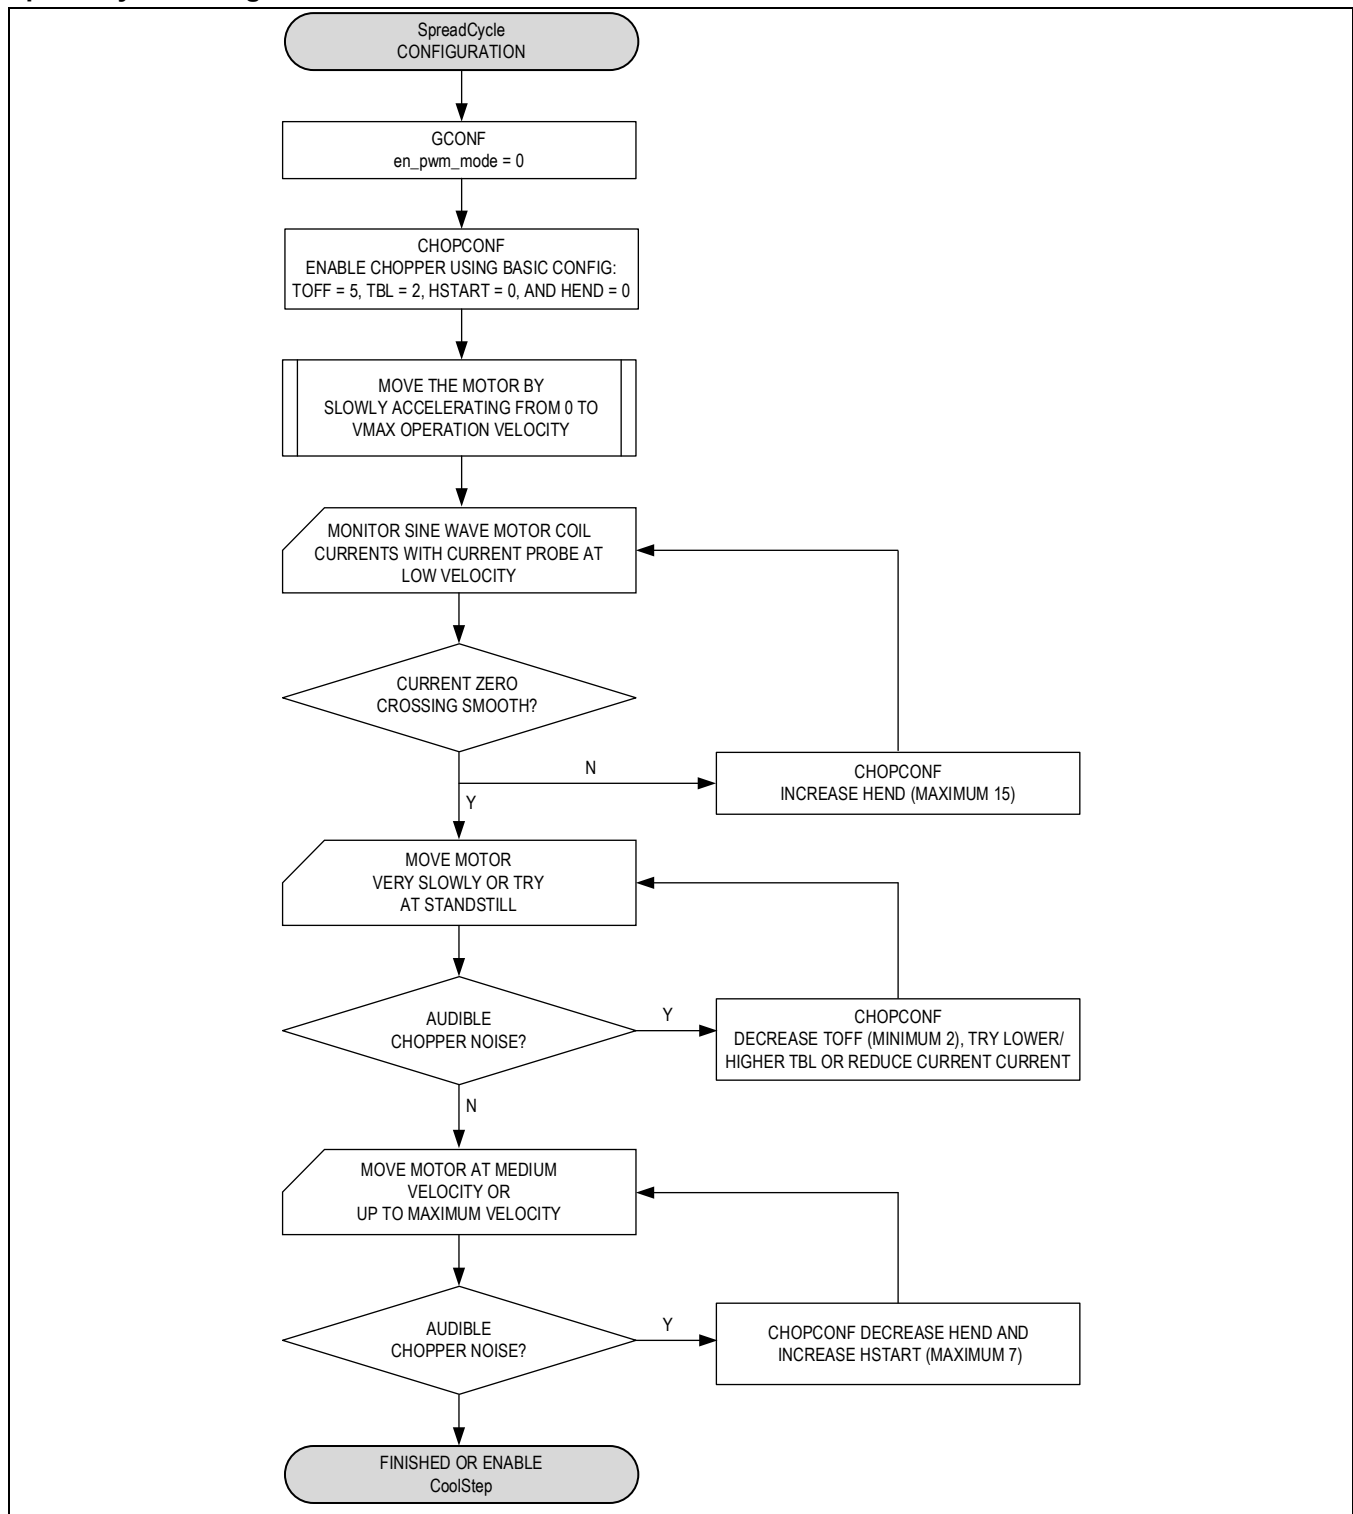 SpreadCycle
CONFIGURATION
GCONF
en_pwm_mode = 0
CHOPCONF
ENABLE CHOPPER USING BASIC CONFIG:
TOFF = 5, TBL = 2, HSTART = 0, AND HEND = 0
MOVE THE MOTOR BY
SLOWLY ACCELERATING FROM 0 TO
VMAX OPERATION VELOCITY
MONITOR SINE WAVE MOTOR COIL
CURRENTS WITH CURRENT PROBE AT
LOW VELOCITY
CURRENT ZERO
CROSSING SMOOTH?
N
CHOPCONF
INCREASE HEND (MAXIMUM 15)
Y
MOVE MOTOR
VERY SLOWLY OR TRY
AT STANDSTILL
AUDIBLE
CHOPPER NOISE?
Y
CHOPCONF
DECREASE TOFF (MINIMUM 2), TRY LOWER/
HIGHER TBL OR REDUCE CURRENT CURRENT
N
MOVE MOTOR AT MEDIUM
VELOCITY OR
UP TO MAXIMUM VELOCITY
AUDIBLE
CHOPPER NOISE?
Y
CHOPCONF DECREASE HEND AND
INCREASE HSTART (MAXIMUM 7)
FINISHED OR ENABLE
CoolStep